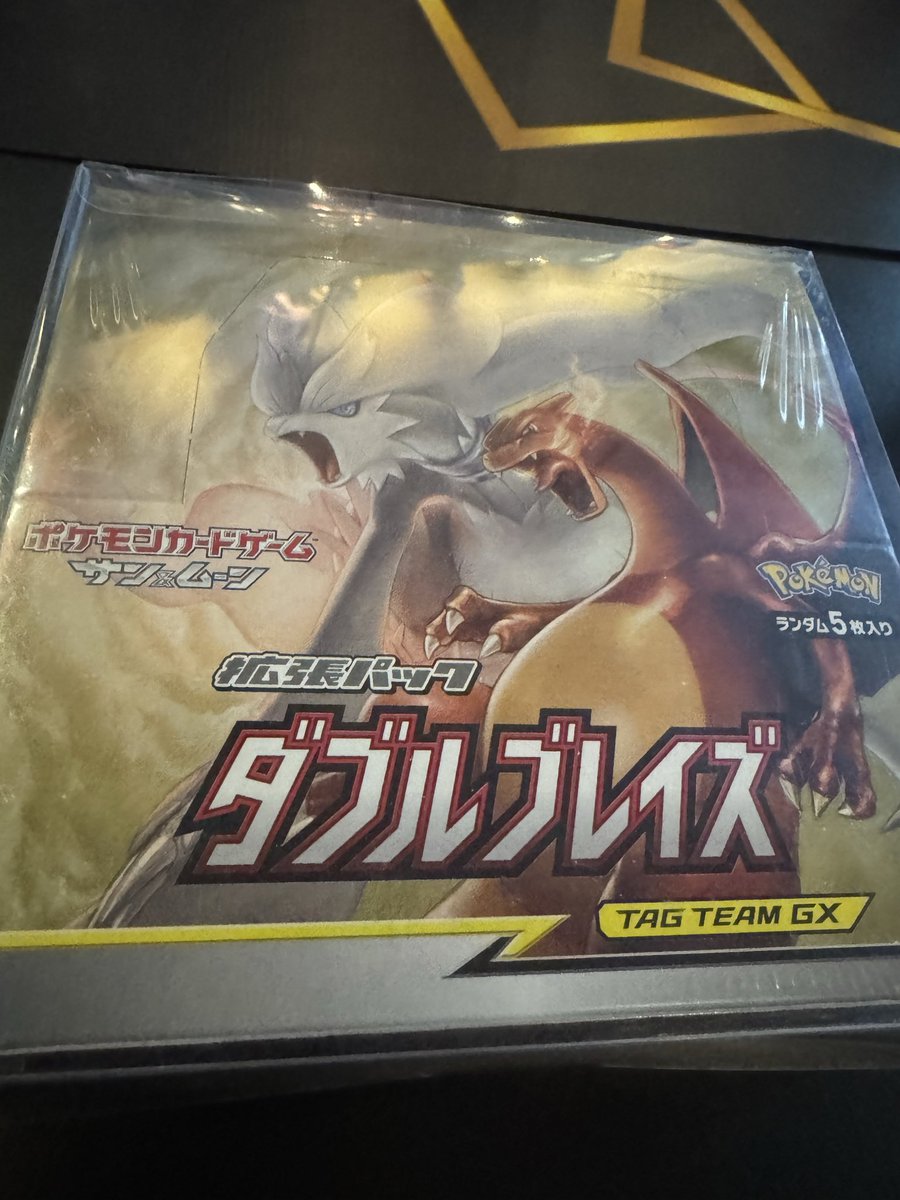 ポケモンカードゲーム
サン&ムーン
Pokémon
ランダム5枚入り
拡張パック
ダブルブレイズ
TAG TEAM GX